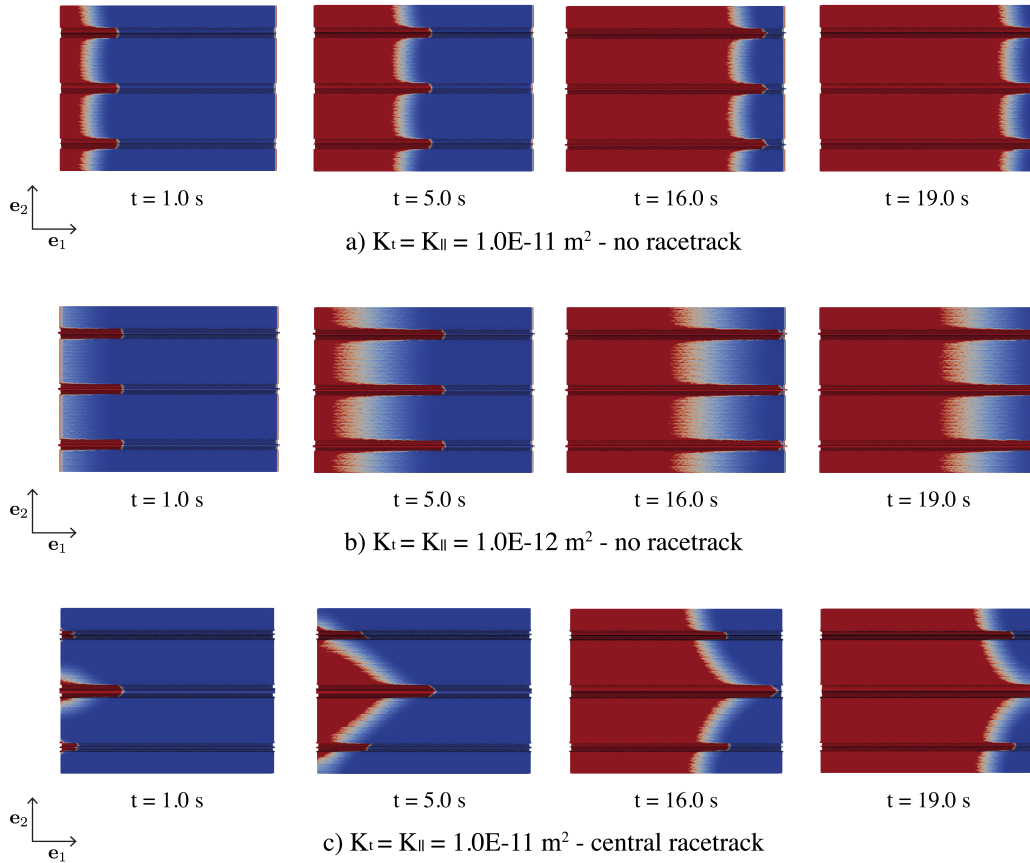 t = 1.0 s
t = 5.0 s
t = 16.0 s
t = 19.0 s
e₂
e₁
a) Kₜ = K∥ = 1.0E-11 m² - no racetrack
t = 1.0 s
t = 5.0 s
t = 16.0 s
t = 19.0 s
e₂
e₁
b) Kₜ = K∥ = 1.0E-12 m² - no racetrack
t = 1.0 s
t = 5.0 s
t = 16.0 s
t = 19.0 s
e₂
e₁
c) Kₜ = K∥ = 1.0E-11 m² - central racetrack